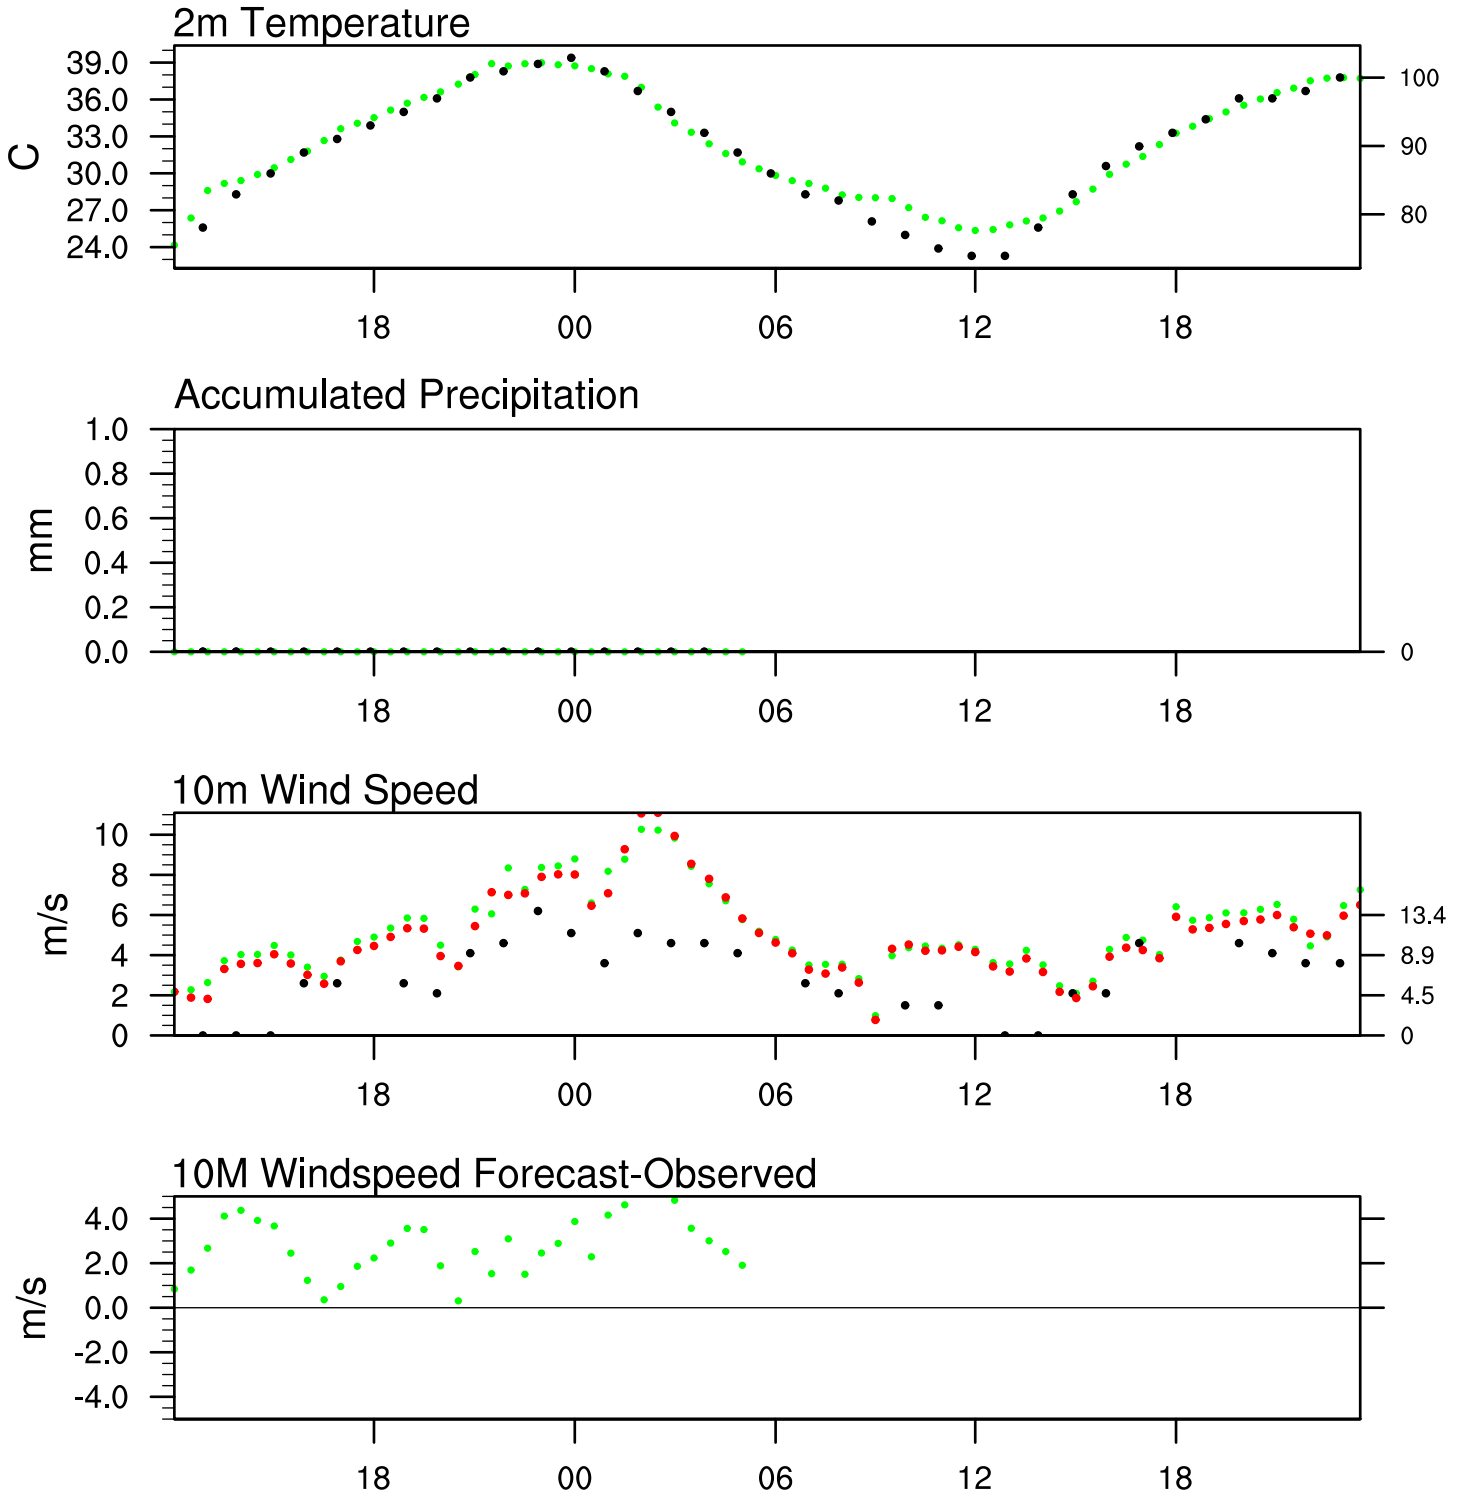 2m Temperature
39.0
36.0
33.0
30.0
27.0
24.0
C
100
90
80
18 00 06 12 18
Accumulated Precipitation
1.0
0.8
0.6
0.4
0.2
0.0
mm
0
18 00 06 12 18
10m Wind Speed
10
8
6
4
2
0
m/s
13.4
8.9
4.5
0
18 00 06 12 18
10M Windspeed Forecast-Observed
4.0
2.0
0.0
-2.0
-4.0
m/s
18 00 06 12 18